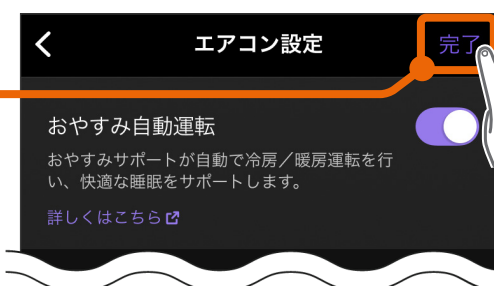 エアコン設定
完了
おやすみ自動運転
おやすみサポートが自動で冷房／暖房運転を行
い、快適な睡眠をサポートします。
詳しくはこちら